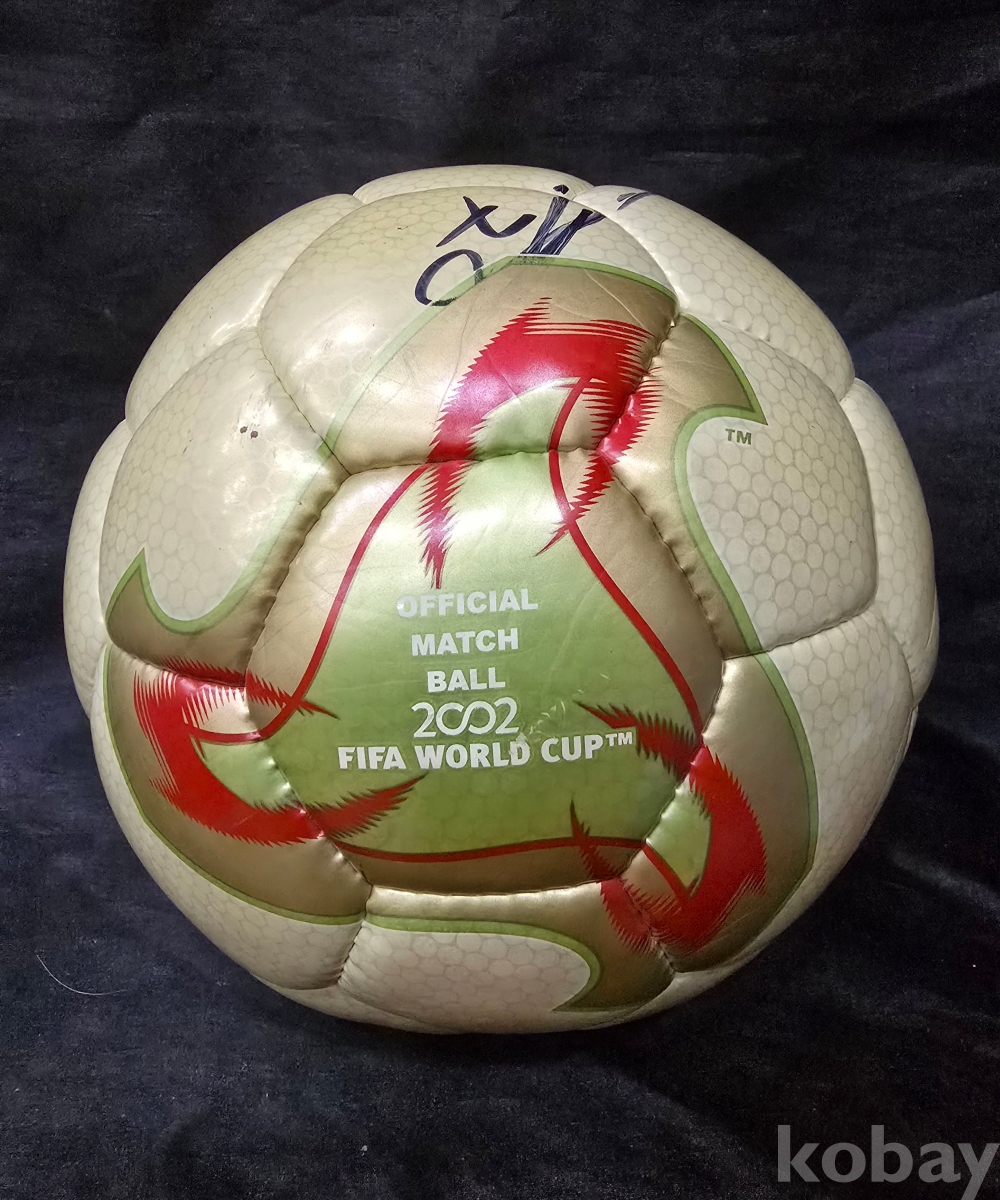 TM
OFFICIAL
MATCH
BALL
2002
FIFA WORLD CUP™
kobay